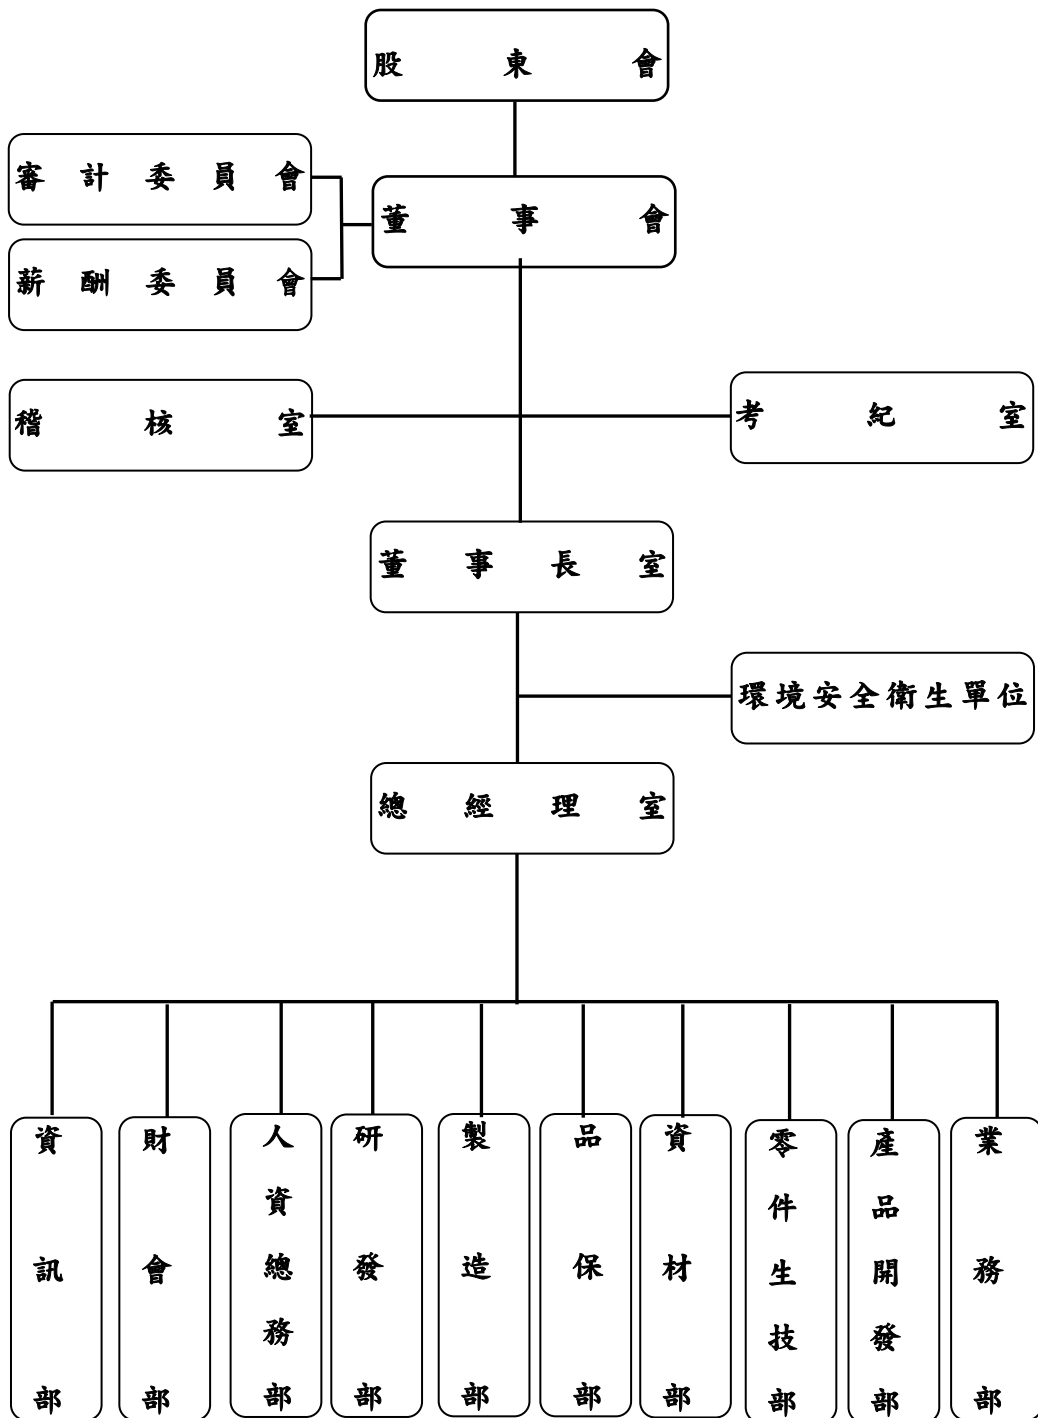 股東會
審計委員會
董事會
薪酬委員會
稽核室
考紀室
董事長室
環境安全衛生單位
總經理室
資訊部
財會部
人資總務部
研發部
製造部
品保部
資材部
零件生技部
產品開發部
業務部